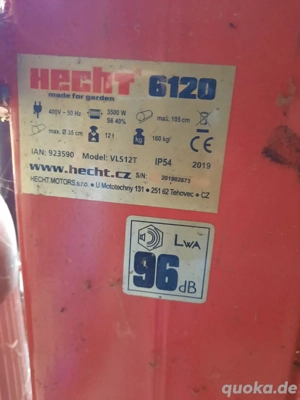 HECHT 6120
made for garden
400V ~ 50 Hz 3500 W S6 40% max. 105 cm
max. Ø 35 cm 12 t 160 kg
IAN: 923590 Model: VLS12T IP54 2019
www.hecht.cz S/N:
HECHT MOTORS s.r.o. • U Mototechny 131 • 251 62 Tehovec • CZ
LWA
96
dB
quoka.de